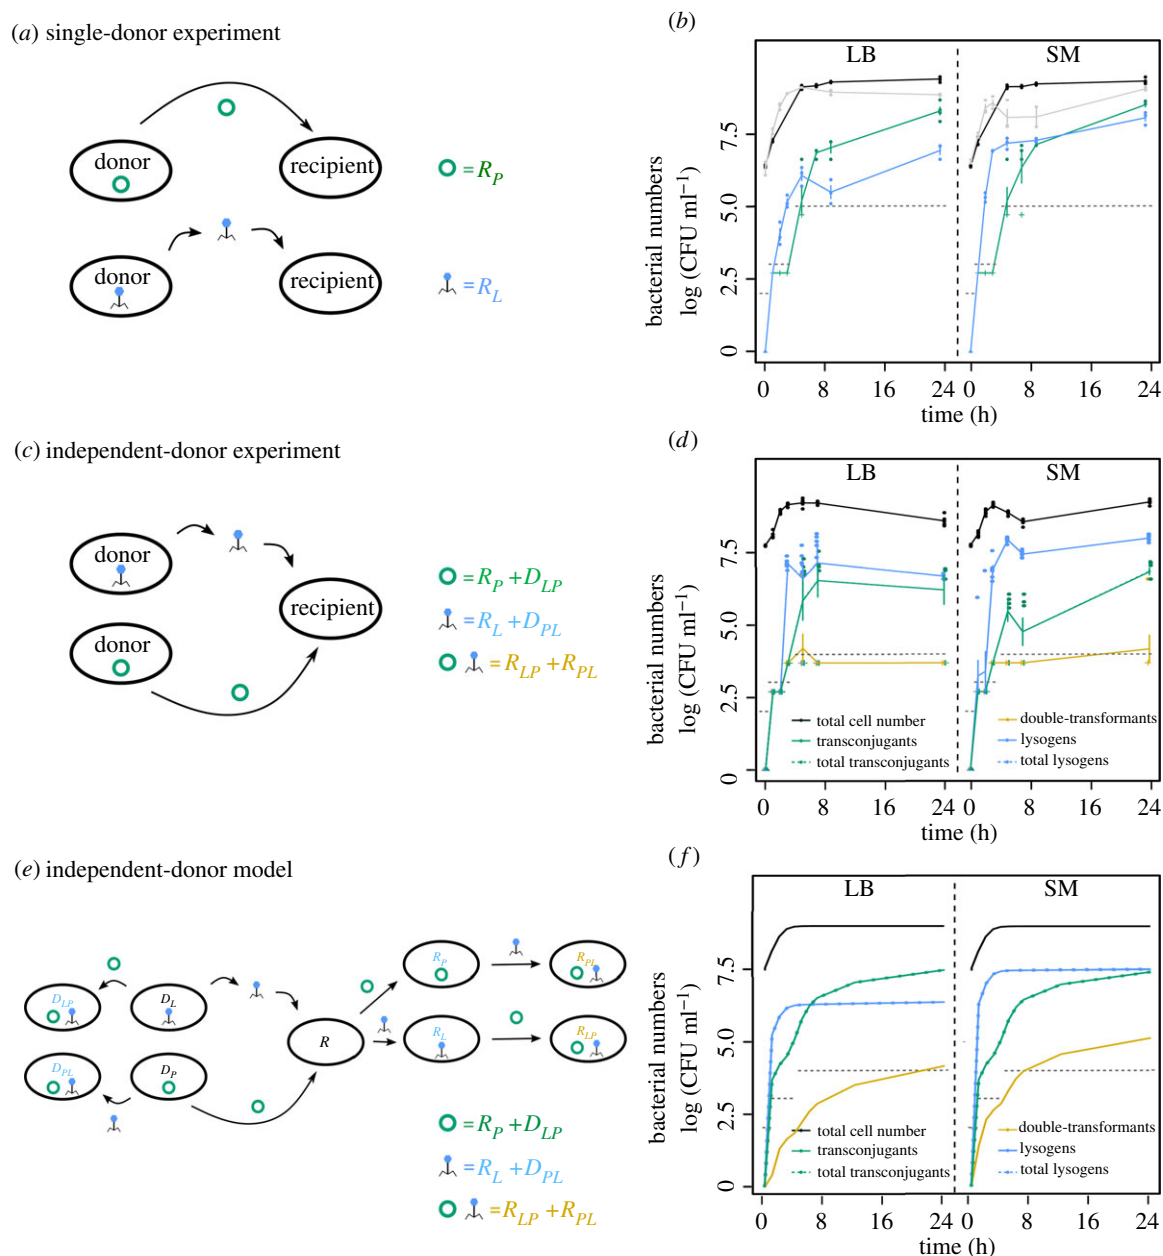 (a) single-donor experiment
donor
recipient
= R_P
donor
recipient
= R_L
(b)
LB SM
bacterial numbers
log (CFU ml⁻¹)
7.5
5.0
2.5
0
0 8 16 24 0 8 16 24
time (h)
(c) independent-donor experiment
donor
donor
recipient
= R_P + D_LP
= R_L + D_PL
= R_LP + R_PL
(d)
LB SM
bacterial numbers
log (CFU ml⁻¹)
7.5
5.0
2.5
0
total cell number
transconjugants
total transconjugants
double-transformants
lysogens
total lysogens
0 8 16 24 0 8 16 24
time (h)
(e) independent-donor model
D_LP
D_L
D_PL
D_P
R
R_P
R_PL
R_L
R_LP
= R_P + D_LP
= R_L + D_PL
= R_LP + R_PL
(f)
LB SM
bacterial numbers
log (CFU ml⁻¹)
7.5
5.0
2.5
0
total cell number
transconjugants
total transconjugants
double-transformants
lysogens
total lysogens
0 8 16 24 0 8 16 24
time (h)